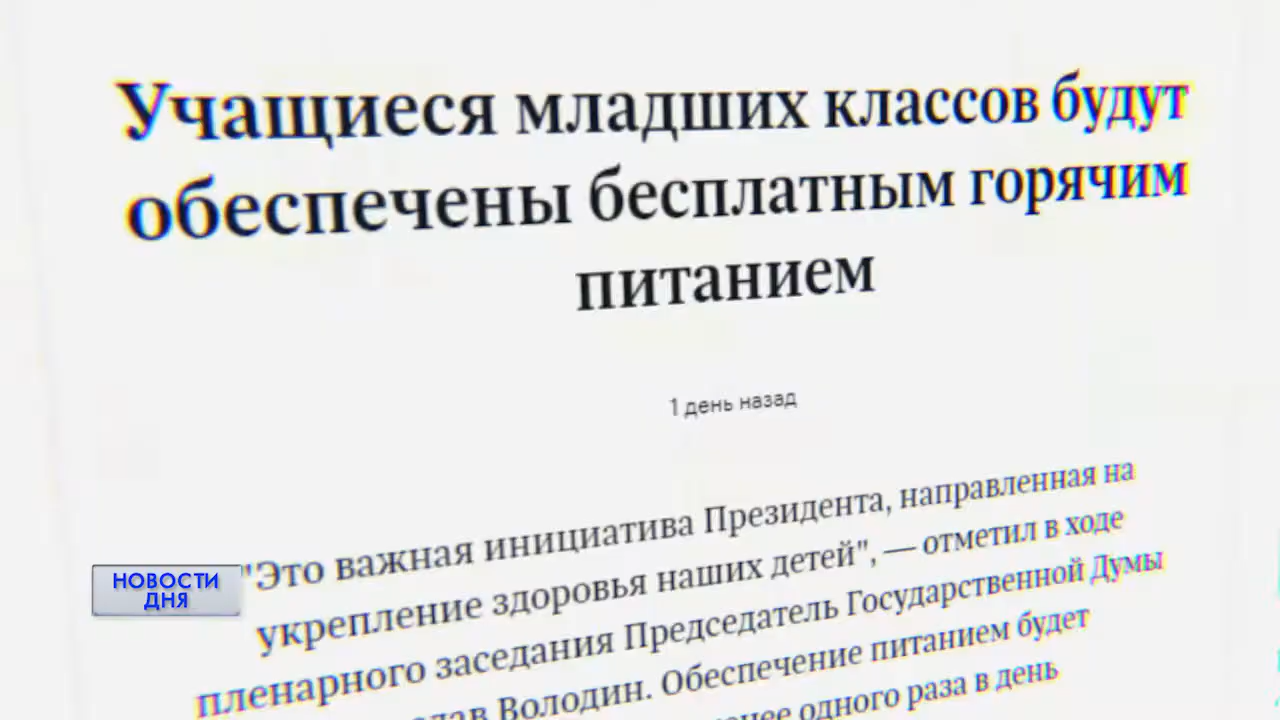 Учащиеся младших классов будут
обеспечены бесплатным горячим
питанием
1 день назад
"Это важная инициатива Президента, направленная на
укрепление здоровья наших детей", — отметил в ходе
пленарного заседания Председатель Государственной Думы
Володин. Обеспечение питанием будет
одного раза в день
НОВОСТИ
ДНЯ